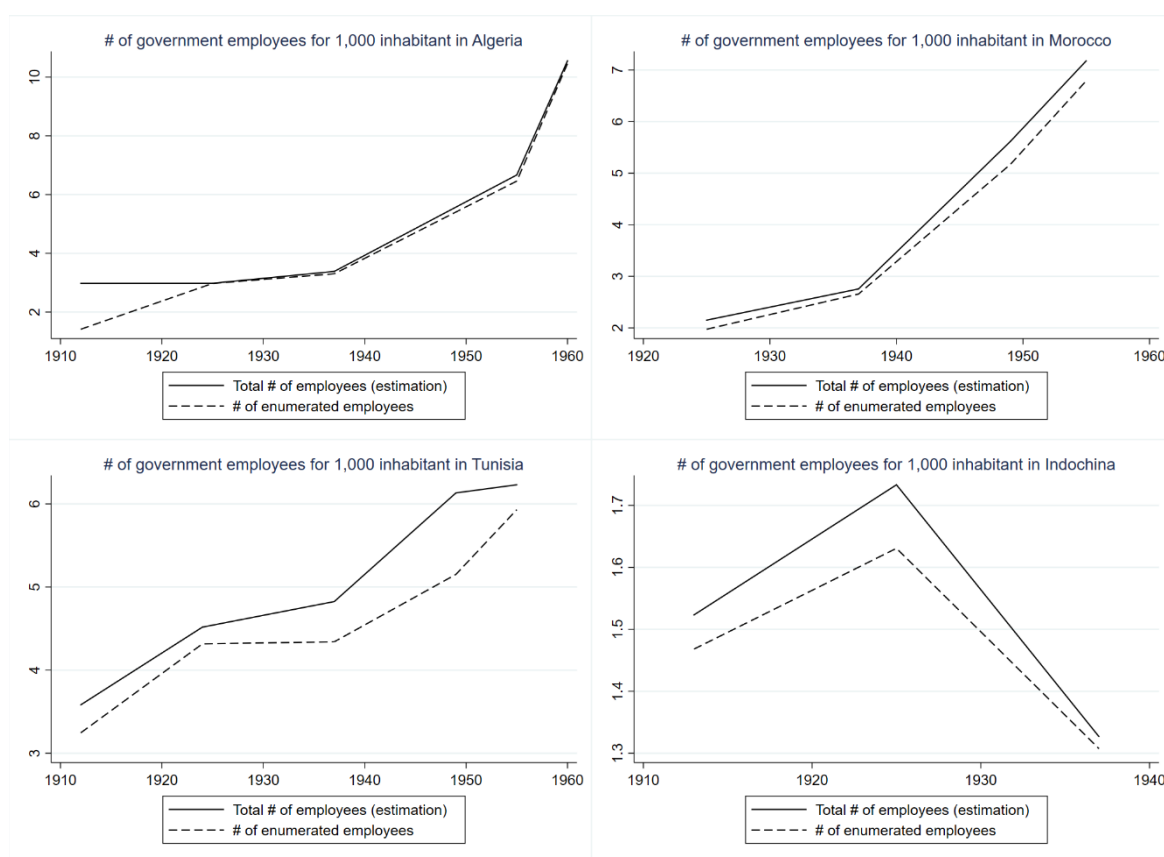 # of government employees for 1,000 inhabitant in Algeria
10
8
6
4
2
1910 1920 1930 1940 1950 1960
Total # of employees (estimation)
# of enumerated employees
# of government employees for 1,000 inhabitant in Morocco
7
6
5
4
3
2
1920 1930 1940 1950 1960
Total # of employees (estimation)
# of enumerated employees
# of government employees for 1,000 inhabitant in Tunisia
6
5
4
3
1910 1920 1930 1940 1950 1960
Total # of employees (estimation)
# of enumerated employees
# of government employees for 1,000 inhabitant in Indochina
1.7
1.6
1.5
1.4
1.3
1910 1920 1930 1940
Total # of employees (estimation)
# of enumerated employees